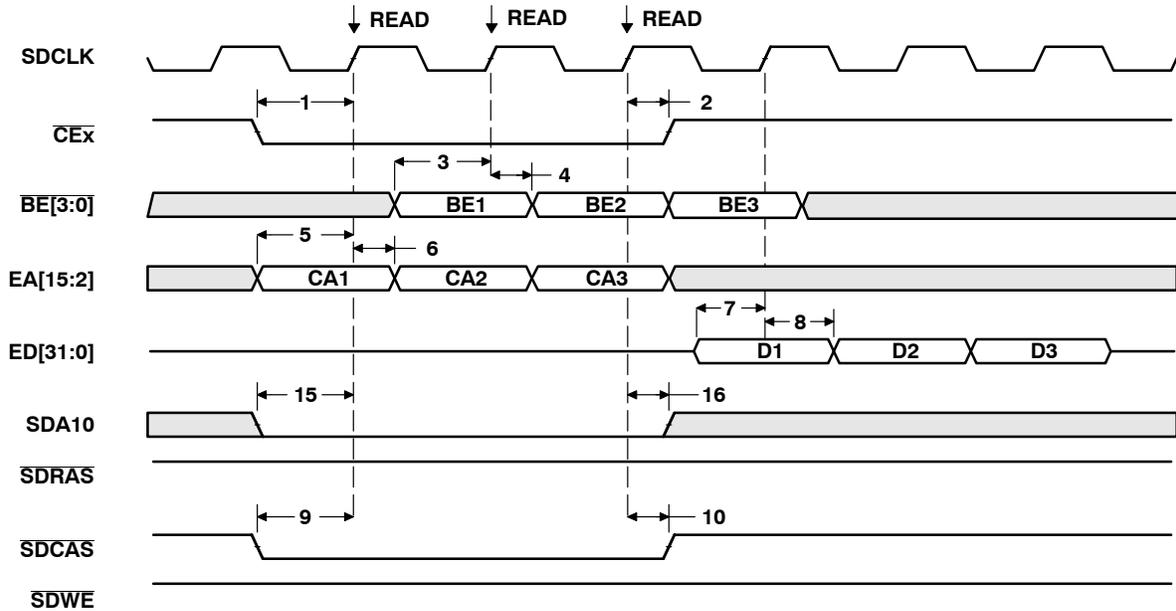 READ READ READ
SDCLK
1 2
CEx
3 4
BE[3:0] BE1 BE2 BE3
5 6
EA[15:2] CA1 CA2 CA3
7 8
ED[31:0] D1 D2 D3
15 16
SDA10
SDRAS
9 10
SDCAS
SDWE